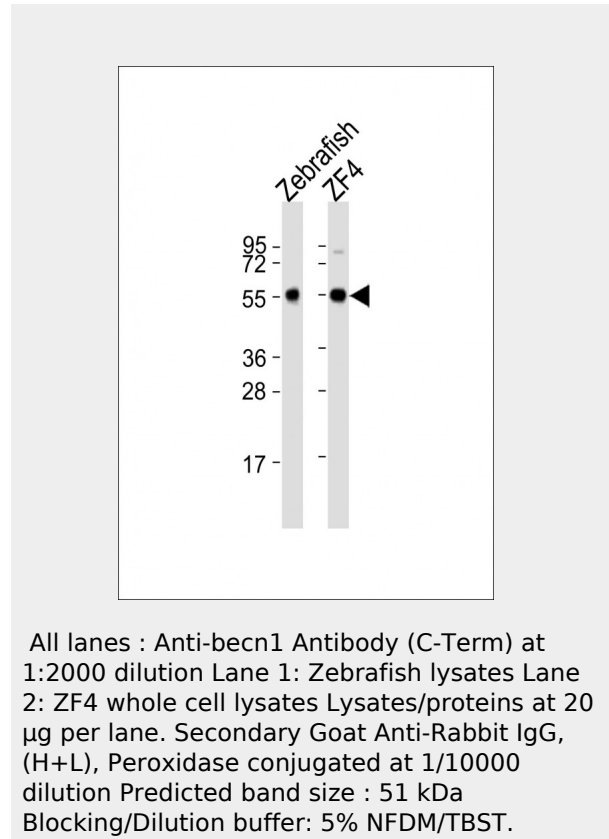 Zebrafish
ZF4
95
72
55
36
28
17
All lanes : Anti-becn1 Antibody (C-Term) at
1:2000 dilution Lane 1: Zebrafish lysates Lane
2: ZF4 whole cell lysates Lysates/proteins at 20
µg per lane. Secondary Goat Anti-Rabbit IgG,
(H+L), Peroxidase conjugated at 1/10000
dilution Predicted band size : 51 kDa
Blocking/Dilution buffer: 5% NFDM/TBST.